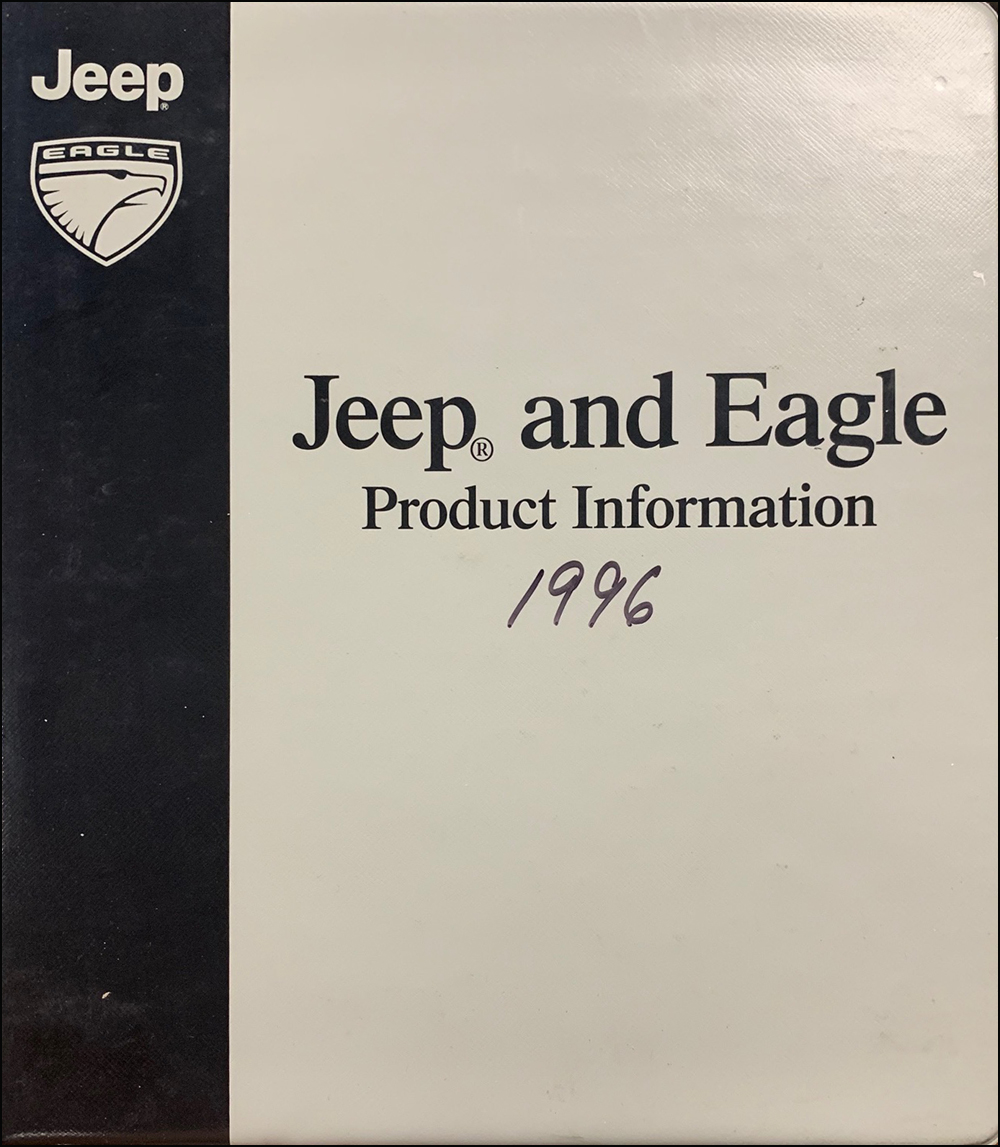 Jeep®
EAGLE
Jeep® and Eagle
Product Information
1996